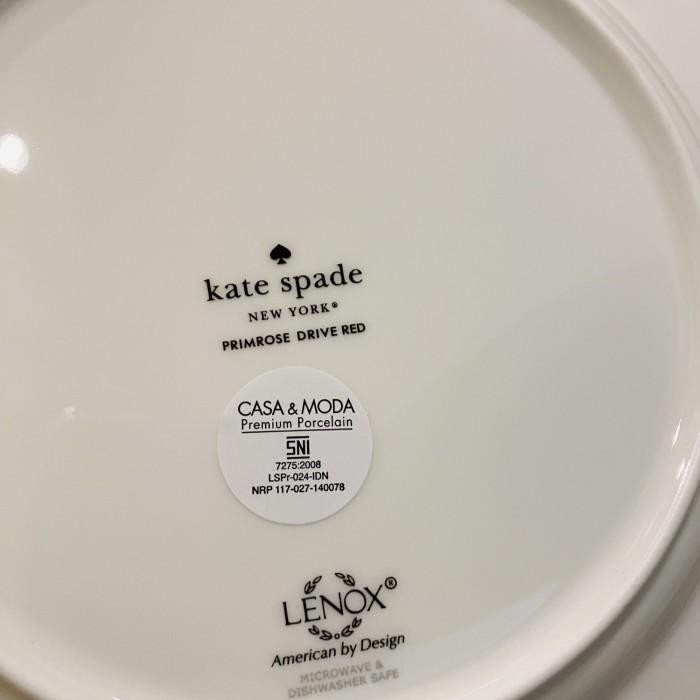 kate spade
NEW YORK®
PRIMROSE DRIVE RED
CASA & MODA
Premium Porcelain
SNI
7275:2008
LSPr-024-IDN
NRP 117-027-140078
LENOX®
American by Design
MICROWAVE &
DISHWASHER SAFE